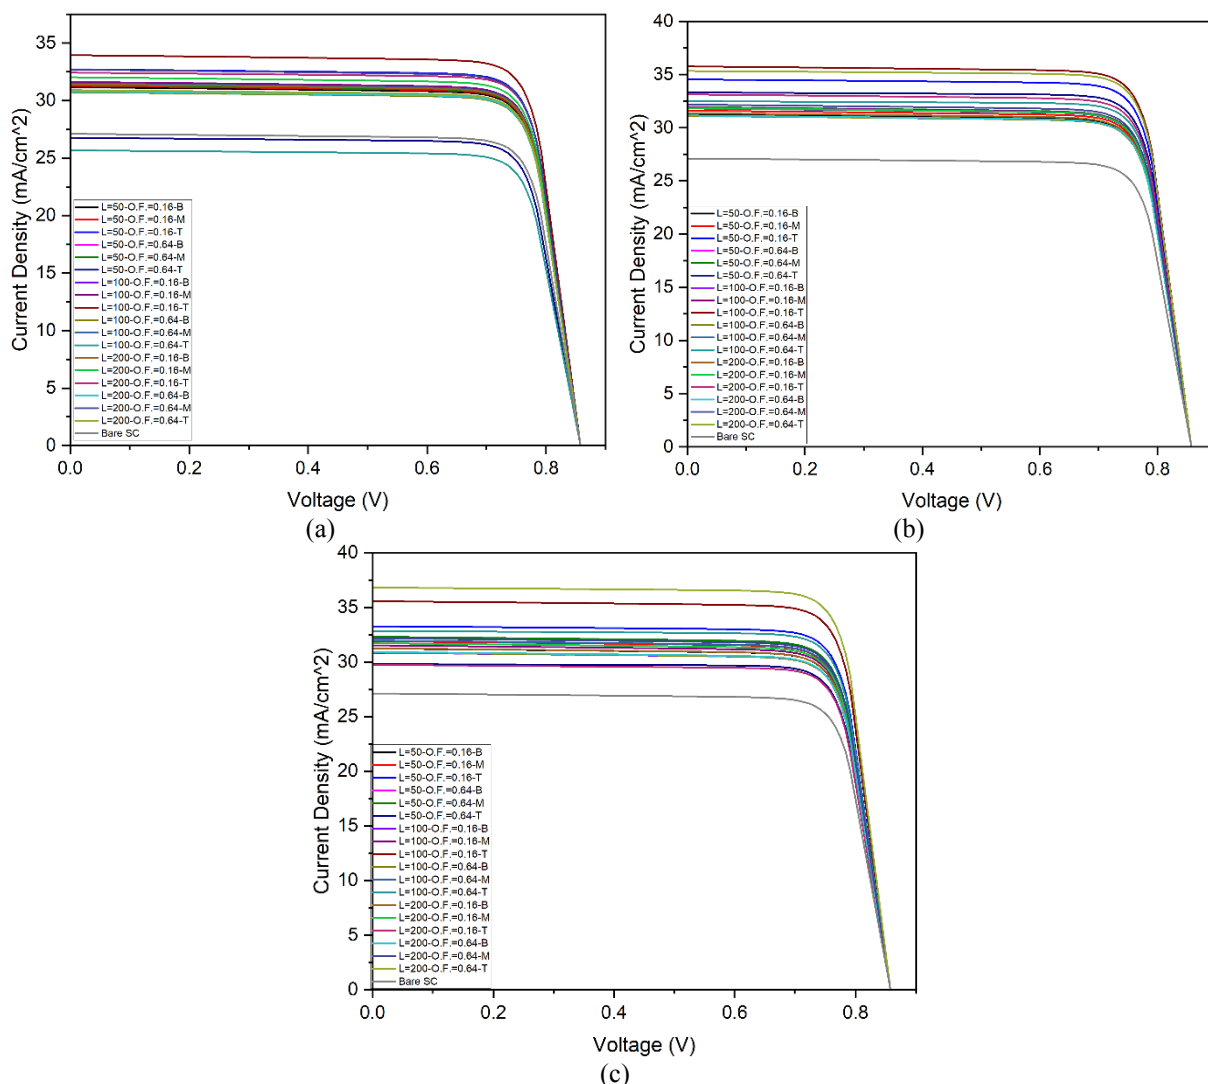 35
30
25
20
15
10
5
0
Current Density (mA/cm^2)
L=50-O.F.=0.16-B
L=50-O.F.=0.16-M
L=50-O.F.=0.16-T
L=50-O.F.=0.64-B
L=50-O.F.=0.64-M
L=50-O.F.=0.64-T
L=100-O.F.=0.16-B
L=100-O.F.=0.16-M
L=100-O.F.=0.16-T
L=100-O.F.=0.64-B
L=100-O.F.=0.64-M
L=100-O.F.=0.64-T
L=200-O.F.=0.16-B
L=200-O.F.=0.16-M
L=200-O.F.=0.16-T
L=200-O.F.=0.64-B
L=200-O.F.=0.64-M
L=200-O.F.=0.64-T
Bare SC
0.0 0.2 0.4 0.6 0.8
Voltage (V)
(a)
40
35
30
25
20
15
10
5
0
Current Density (mA/cm^2)
L=50-O.F.=0.16-B
L=50-O.F.=0.16-M
L=50-O.F.=0.16-T
L=50-O.F.=0.64-B
L=50-O.F.=0.64-M
L=50-O.F.=0.64-T
L=100-O.F.=0.16-B
L=100-O.F.=0.16-M
L=100-O.F.=0.16-T
L=100-O.F.=0.64-B
L=100-O.F.=0.64-M
L=100-O.F.=0.64-T
L=200-O.F.=0.16-B
L=200-O.F.=0.16-M
L=200-O.F.=0.16-T
L=200-O.F.=0.64-B
L=200-O.F.=0.64-M
L=200-O.F.=0.64-T
Bare SC
0.0 0.2 0.4 0.6 0.8
Voltage (V)
(b)
40
35
30
25
20
15
10
5
0
Current Density (mA/cm^2)
L=50-O.F.=0.16-B
L=50-O.F.=0.16-M
L=50-O.F.=0.16-T
L=50-O.F.=0.64-B
L=50-O.F.=0.64-M
L=50-O.F.=0.64-T
L=100-O.F.=0.16-B
L=100-O.F.=0.16-M
L=100-O.F.=0.16-T
L=100-O.F.=0.64-B
L=100-O.F.=0.64-M
L=100-O.F.=0.64-T
L=200-O.F.=0.16-B
L=200-O.F.=0.16-M
L=200-O.F.=0.16-T
L=200-O.F.=0.64-B
L=200-O.F.=0.64-M
L=200-O.F.=0.64-T
Bare SC
0.0 0.2 0.4 0.6 0.8
Voltage (V)
(c)